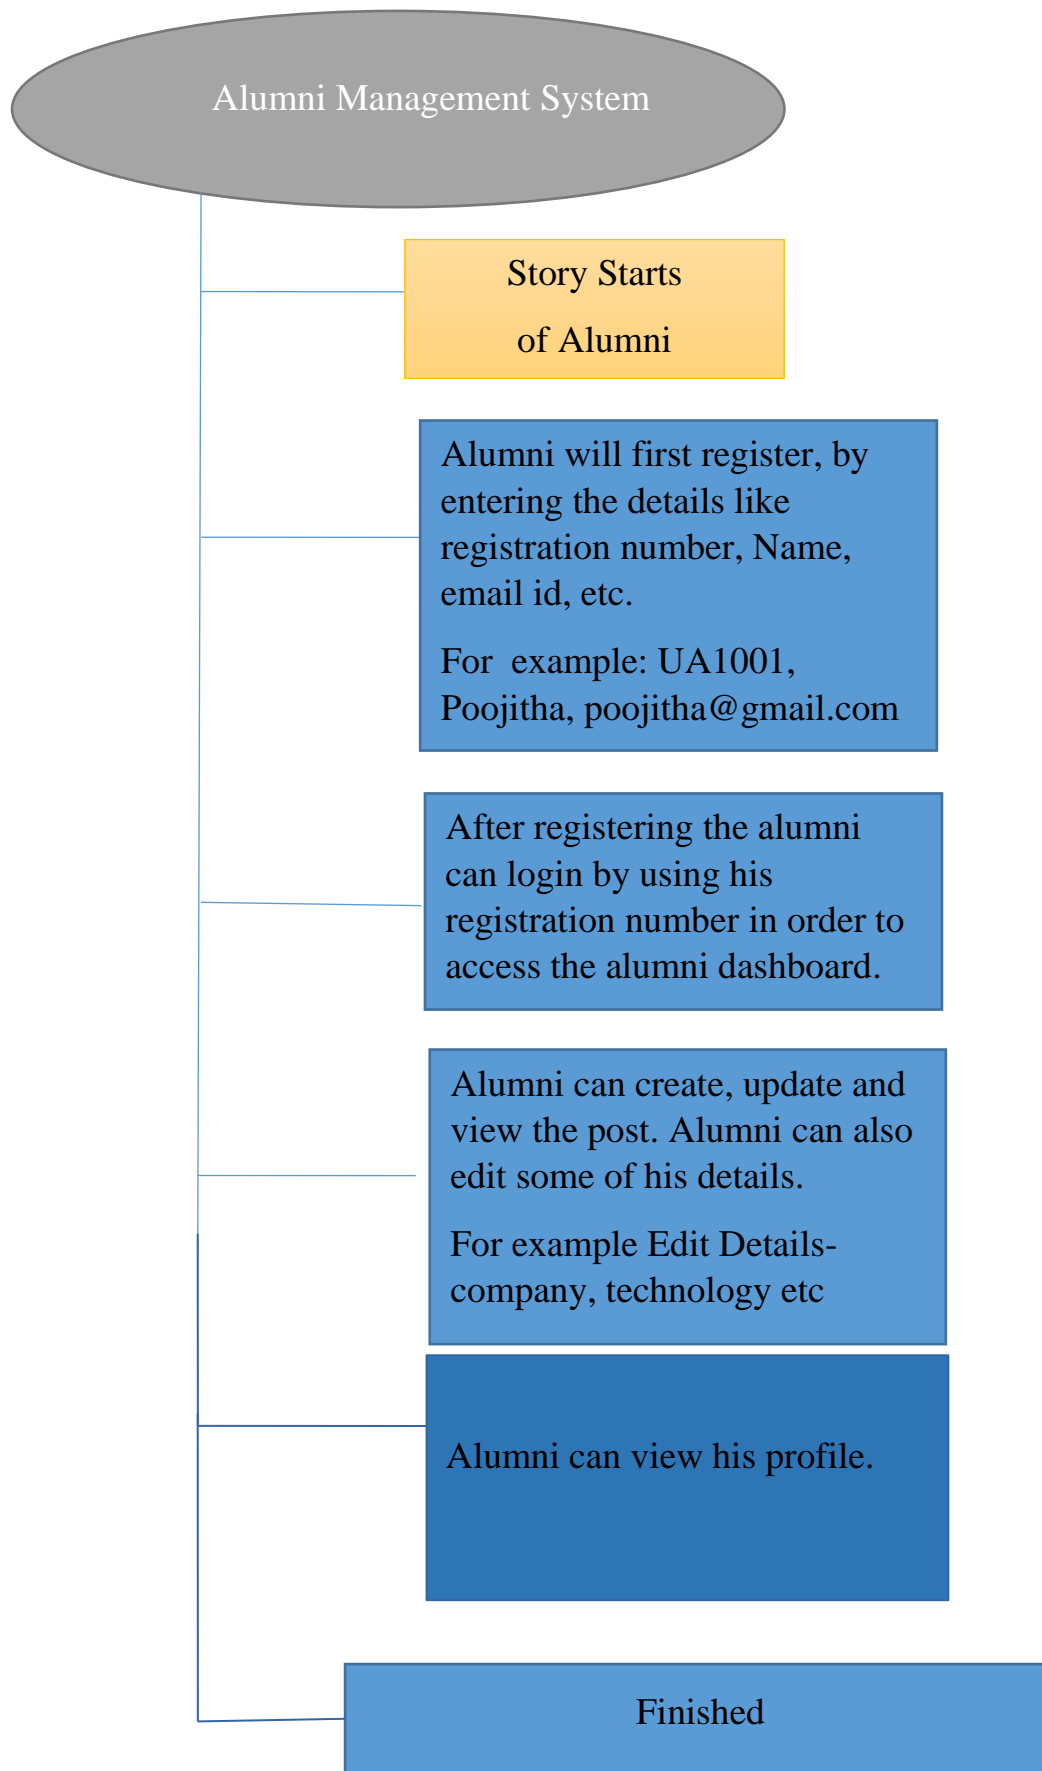 Alumni Management System
Story Starts
of Alumni
Alumni will first register, by
entering the details like
registration number, Name,
email id, etc.
For  example: UA1001,
Poojitha, poojitha@gmail.com
After registering the alumni
can login by using his
registration number in order to
access the alumni dashboard.
Alumni can create, update and
view the post. Alumni can also
edit some of his details.
For example Edit Details-
company, technology etc
Alumni can view his profile.
Finished